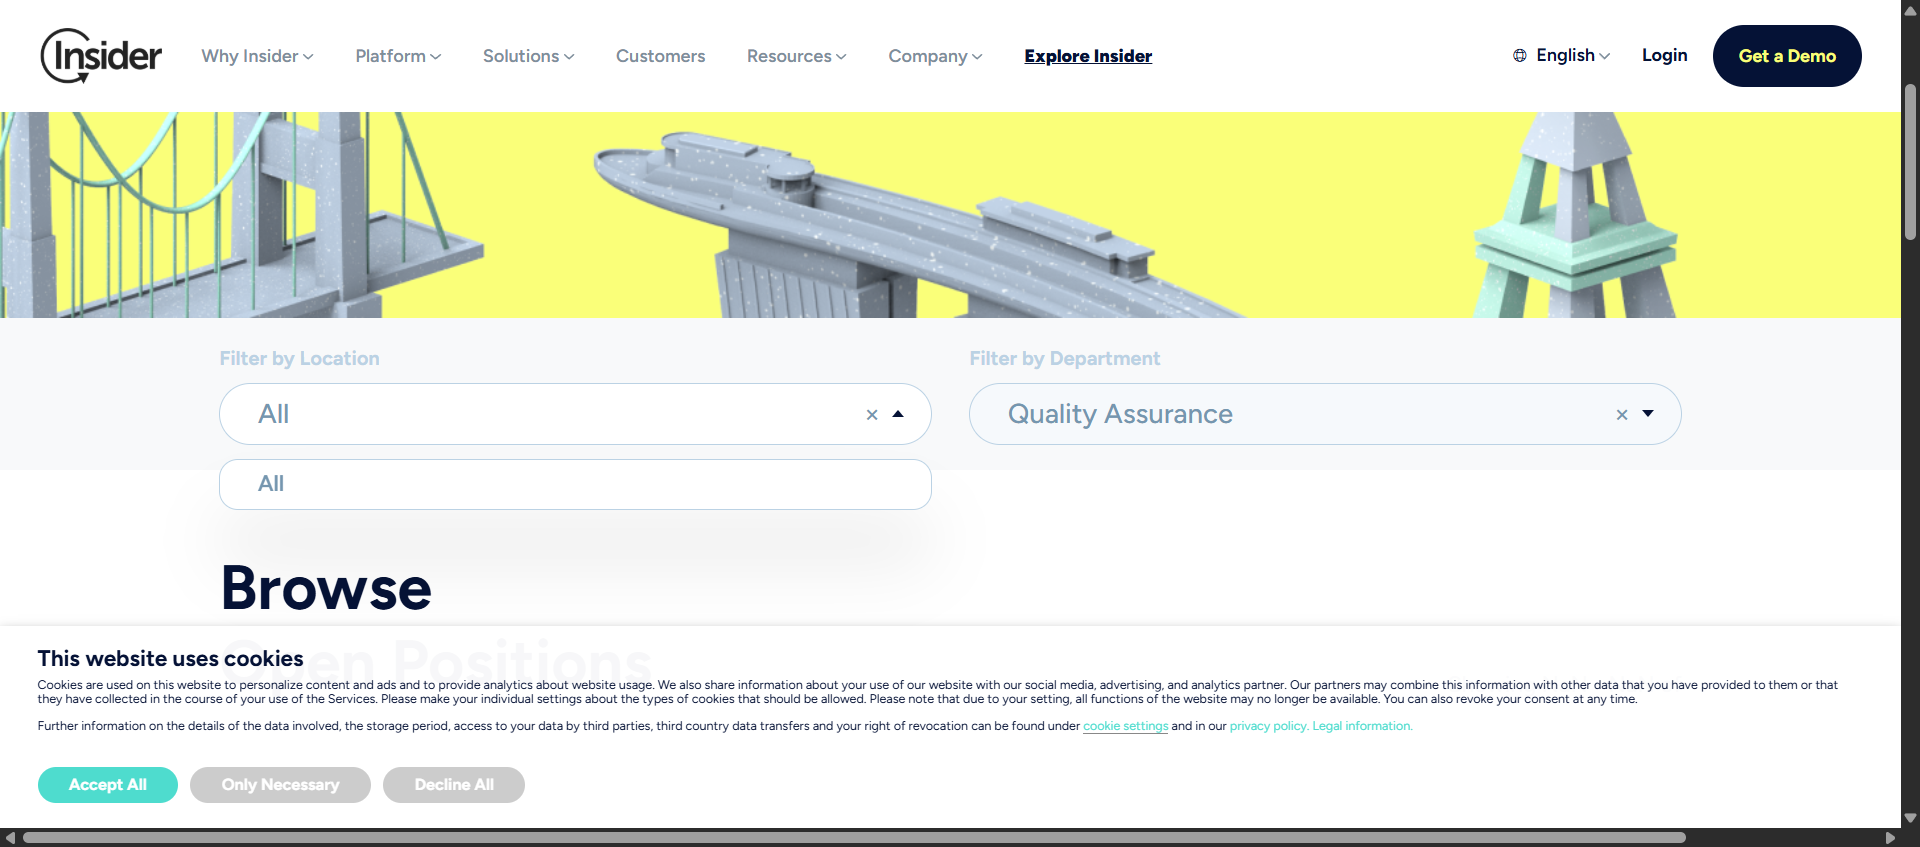 Insider
Why Insider
Platform
Solutions
Customers
Resources
Company
Explore Insider
English
Login
Get a Demo
Filter by Location
Filter by Department
All
Quality Assurance
All
Browse
Open Positions
This website uses cookies
Cookies are used on this website to personalize content and ads and to provide analytics about website usage. We also share information about your use of our website with our social media, advertising, and analytics partner. Our partners may combine this information with other data that you have provided to them or that
they have collected in the course of your use of the Services. Please make your individual settings about the types of cookies that should be allowed. Please note that due to your setting, all functions of the website may no longer be available. You can also revoke your consent at any time.
Further information on the details of the data involved, the storage period, access to your data by third parties, third country data transfers and your right of revocation can be found under cookie settings and in our privacy policy. Legal information.
Accept All
Only Necessary
Decline All